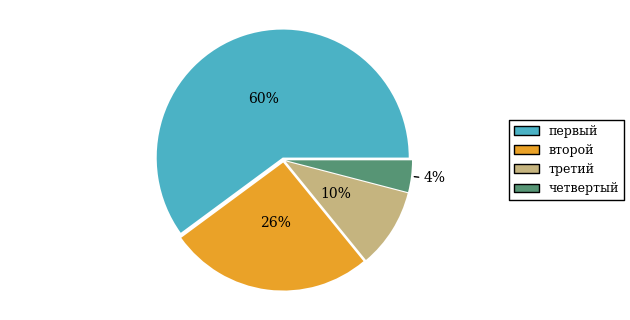 60%
26%
10%
4%
первый
второй
третий
четвертый